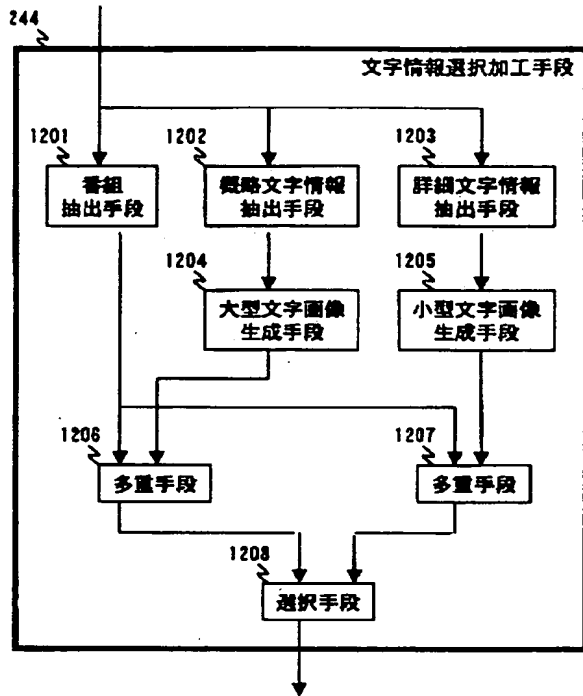 244
文字情報選択加工手段
1201
番組
抽出手段
1202
概略文字情報
抽出手段
1203
詳細文字情報
抽出手段
1204
大型文字画像
生成手段
1205
小型文字画像
生成手段
1206
多重手段
1207
多重手段
1208
選択手段